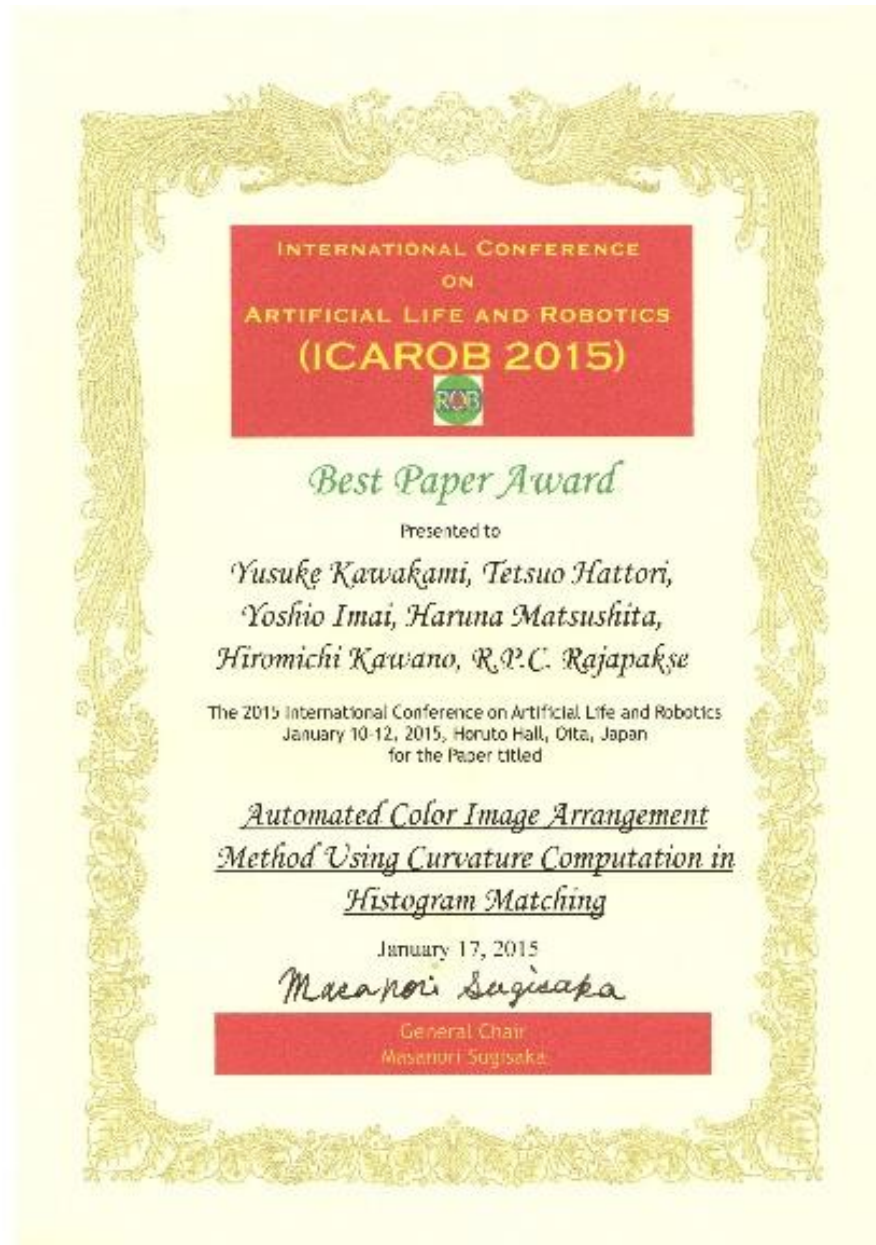 INTERNATIONAL CONFERENCE
ON
ARTIFICIAL LIFE AND ROBOTICS
(ICAROB 2015)
ROB
Best Paper Award
Presented to
Yusuke Kawakami, Tetsuo Hattori,
Yoshio Imai, Haruna Matsushita,
Hiromichi Kawano, R.P.C. Rajapakse
The 2015 International Conference on Artificial Life and Robotics
January 10-12, 2015, Horuto Hall, Oita, Japan
for the Paper titled
Automated Color Image Arrangement
Method Using Curvature Computation in
Histogram Matching
January 17, 2015
Masanori Sugisaka
General Chair
Masanori Sugisaka